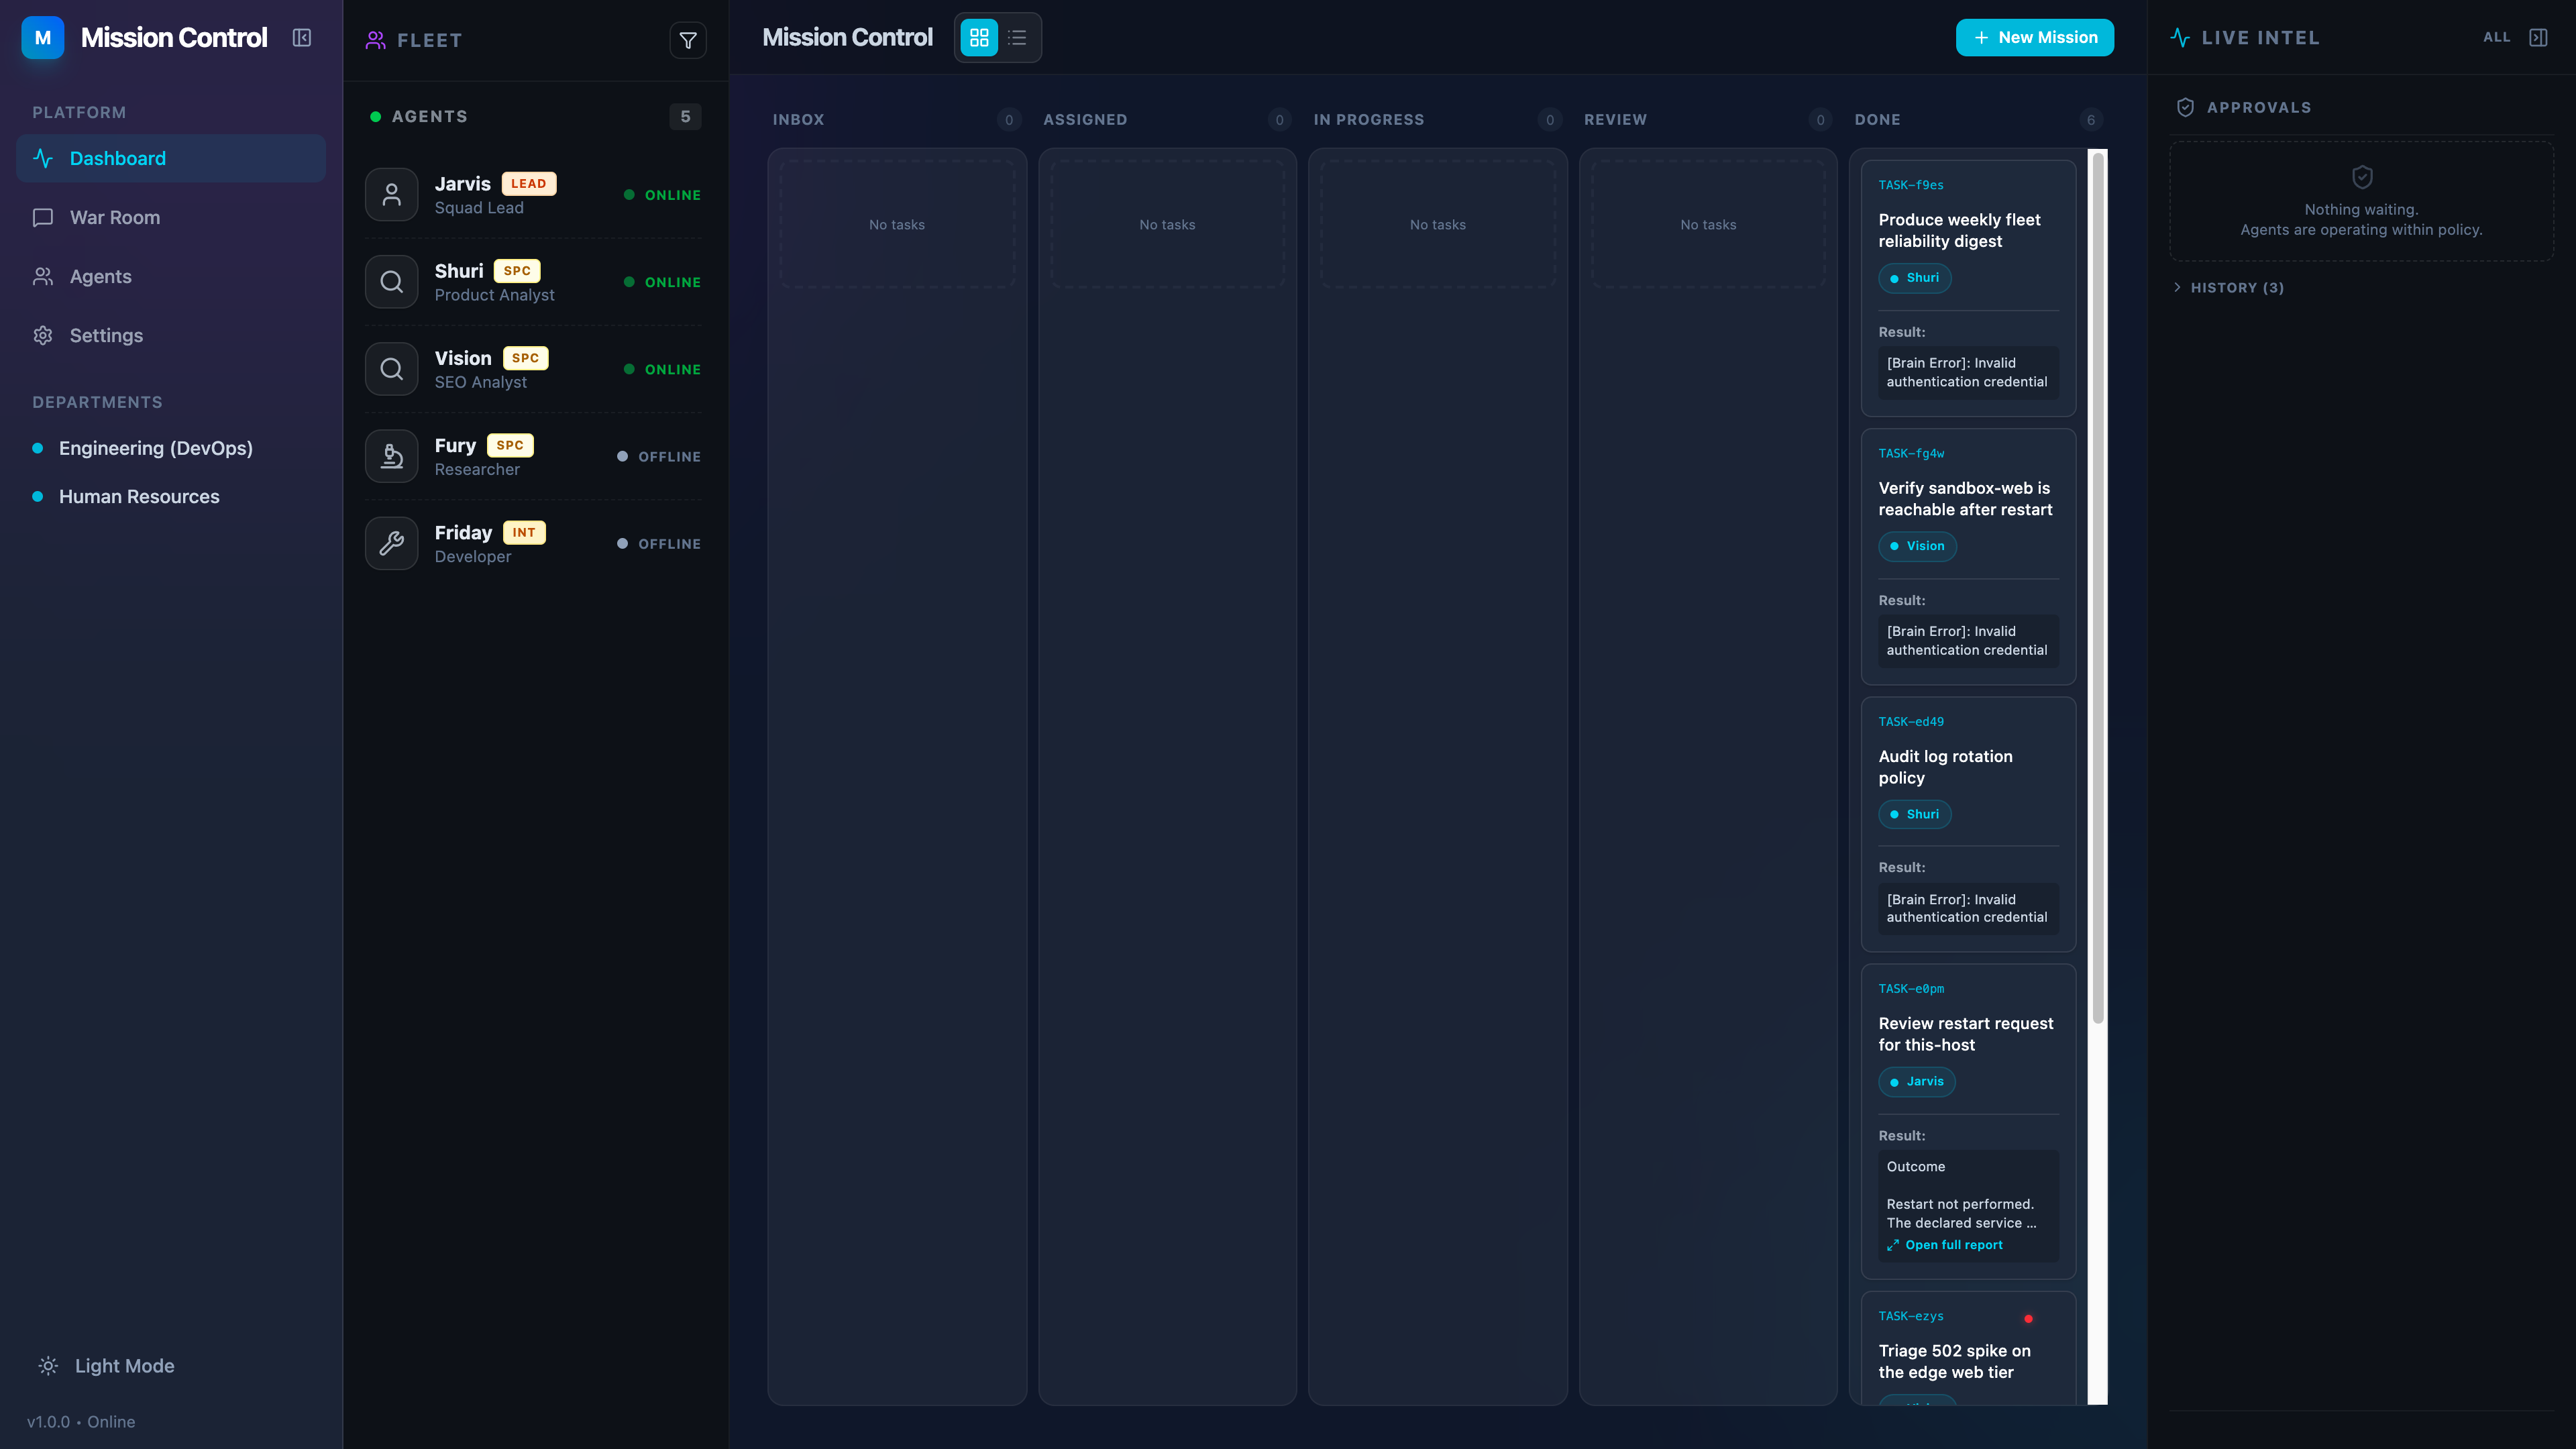 M
Mission Control
PLATFORM
Dashboard
War Room
Agents
Settings
DEPARTMENTS
Engineering (DevOps)
Human Resources
Light Mode
v1.0.0 • Online
FLEET
AGENTS
5
Jarvis LEAD
Squad Lead
ONLINE
Shuri SPC
Product Analyst
ONLINE
Vision SPC
SEO Analyst
ONLINE
Fury SPC
Researcher
OFFLINE
Friday INT
Developer
OFFLINE
Mission Control
New Mission
INBOX 0
No tasks
ASSIGNED 0
No tasks
IN PROGRESS 0
No tasks
REVIEW 0
No tasks
DONE 6
TASK-f9es
Produce weekly fleet
reliability digest
Shuri
Result:
[Brain Error]: Invalid
authentication credential
TASK-fg4w
Verify sandbox-web is
reachable after restart
Vision
Result:
[Brain Error]: Invalid
authentication credential
TASK-ed49
Audit log rotation
policy
Shuri
Result:
[Brain Error]: Invalid
authentication credential
TASK-e0pm
Review restart request
for this-host
Jarvis
Result:
Outcome
Restart not performed.
The declared service ...
Open full report
TASK-ezys
Triage 502 spike on
the edge web tier
LIVE INTEL
ALL
APPROVALS
Nothing waiting.
Agents are operating within policy.
HISTORY (3)